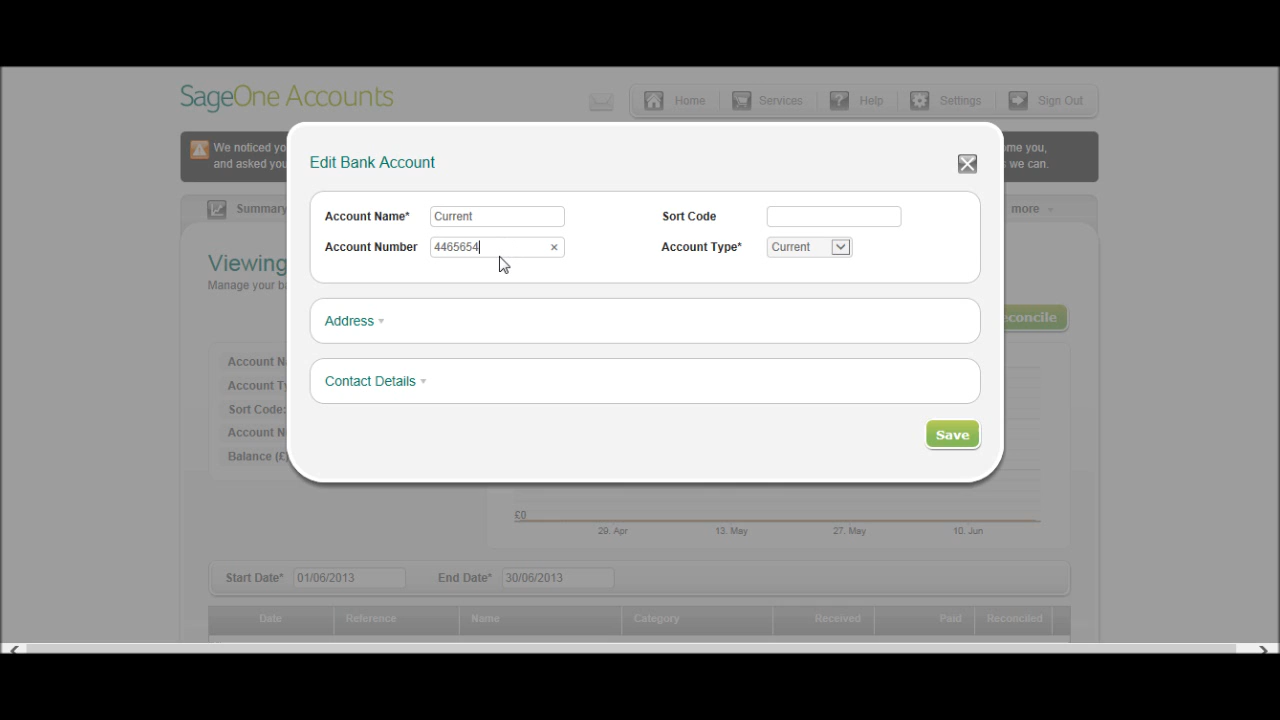 SageOne Accounts
Home Services Help Settings Sign Out
We noticed yo ome you,
and asked you s we can.
Summary more
Edit Bank Account
Account Name* Current Sort Code
Account Number 4465654 Account Type* Current
Viewing
Manage your ba
Address
econcile
Account Na
Contact Details
Account Ty
Sort Code:
Account N
Save
Balance (£)
£0
29. Apr 13. May 27. May 10. Jun
Start Date* 01/06/2013 End Date* 30/06/2013
Date Reference Name Category Received Paid Reconciled